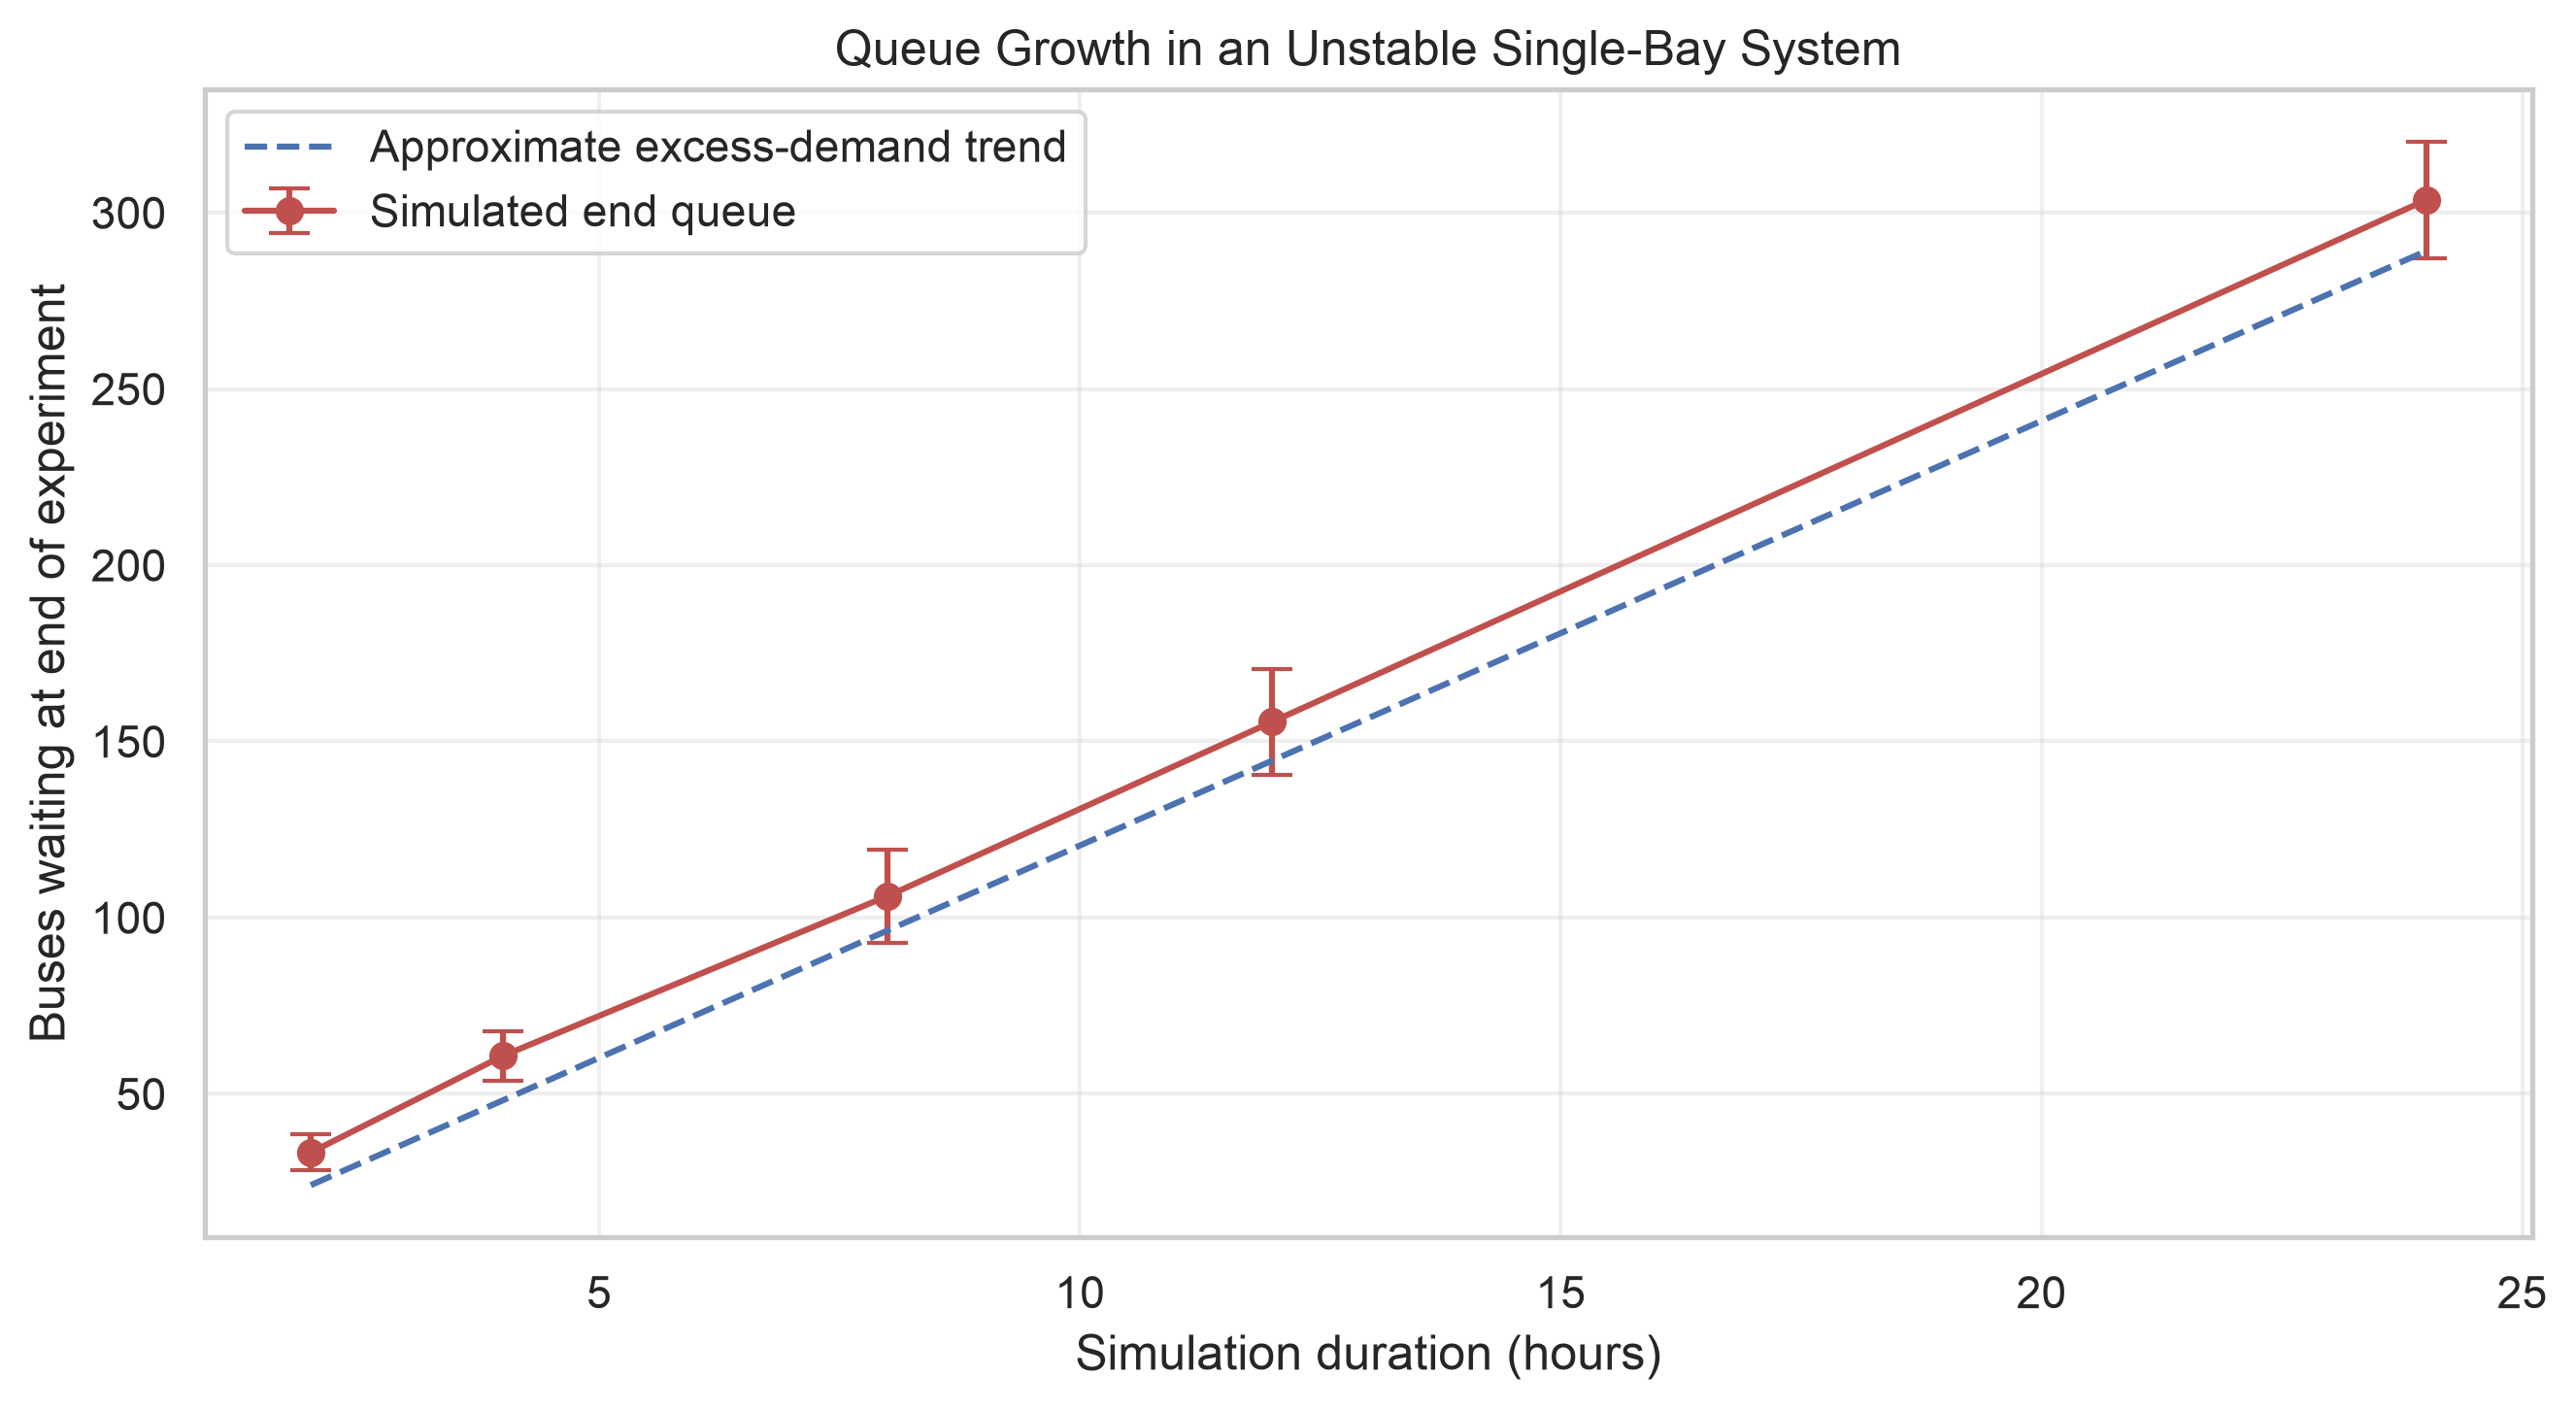 Queue Growth in an Unstable Single-Bay System
Approximate excess-demand trend
Simulated end queue
Buses waiting at end of experiment
300
250
200
150
100
50
5
10
15
20
25
Simulation duration (hours)